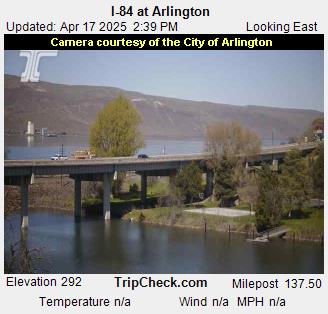 I-84 at Arlington
Updated: Apr 17 2025 2:39 PM Looking East
Camera courtesy of the City of Arlington
Elevation 292 TripCheck.com Milepost 137.50
Temperature n/a Wind n/a MPH n/a